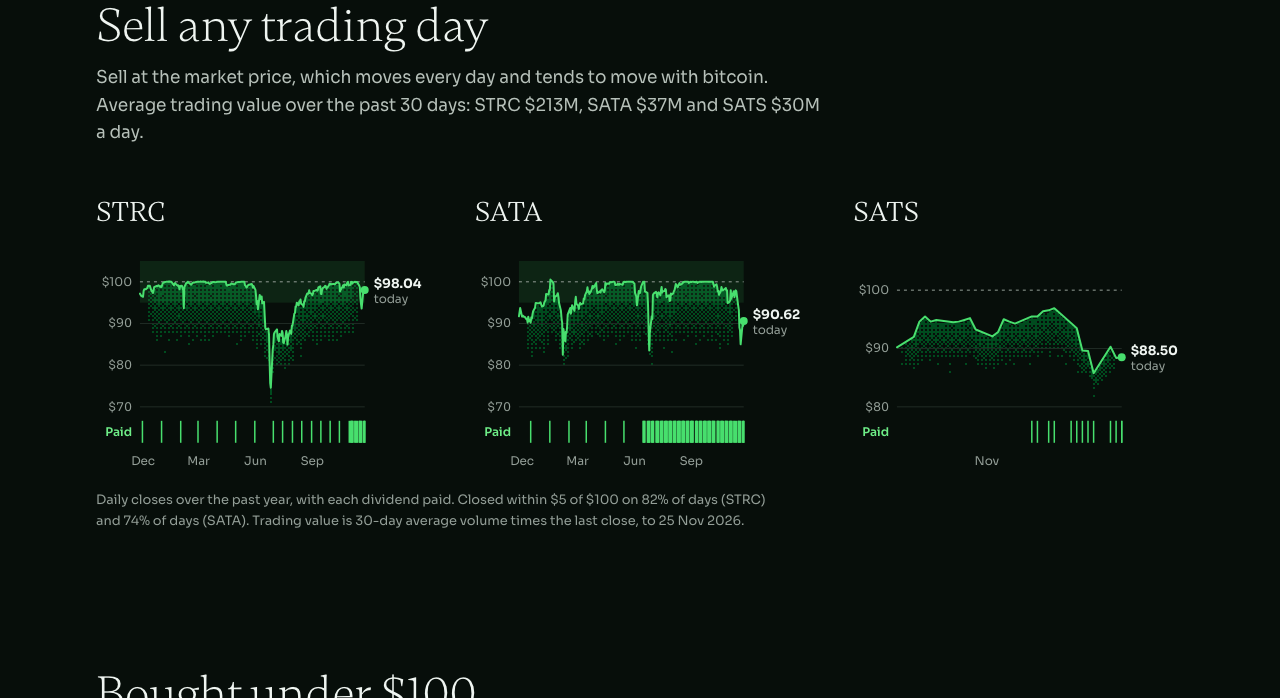 Sell any trading day
Sell at the market price, which moves every day and tends to move with bitcoin.
Average trading value over the past 30 days: STRC $213M, SATA $37M and SATS $30M
a day.
STRC
SATA
SATS
$100
$90
$80
$70
$98.04
today
Paid
Dec Mar Jun Sep
$100
$90
$80
$70
$90.62
today
Paid
Dec Mar Jun Sep
$100
$90
$80
$88.50
today
Paid
Nov
Daily closes over the past year, with each dividend paid. Closed within $5 of $100 on 82% of days (STRC)
and 74% of days (SATA). Trading value is 30-day average volume times the last close, to 25 Nov 2026.
Bought under $100